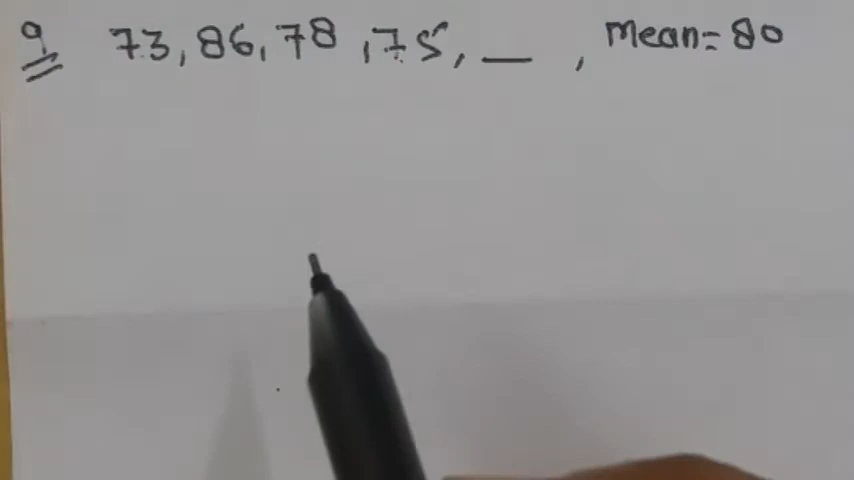 9 73, 86, 78, 75, __ , Mean = 80